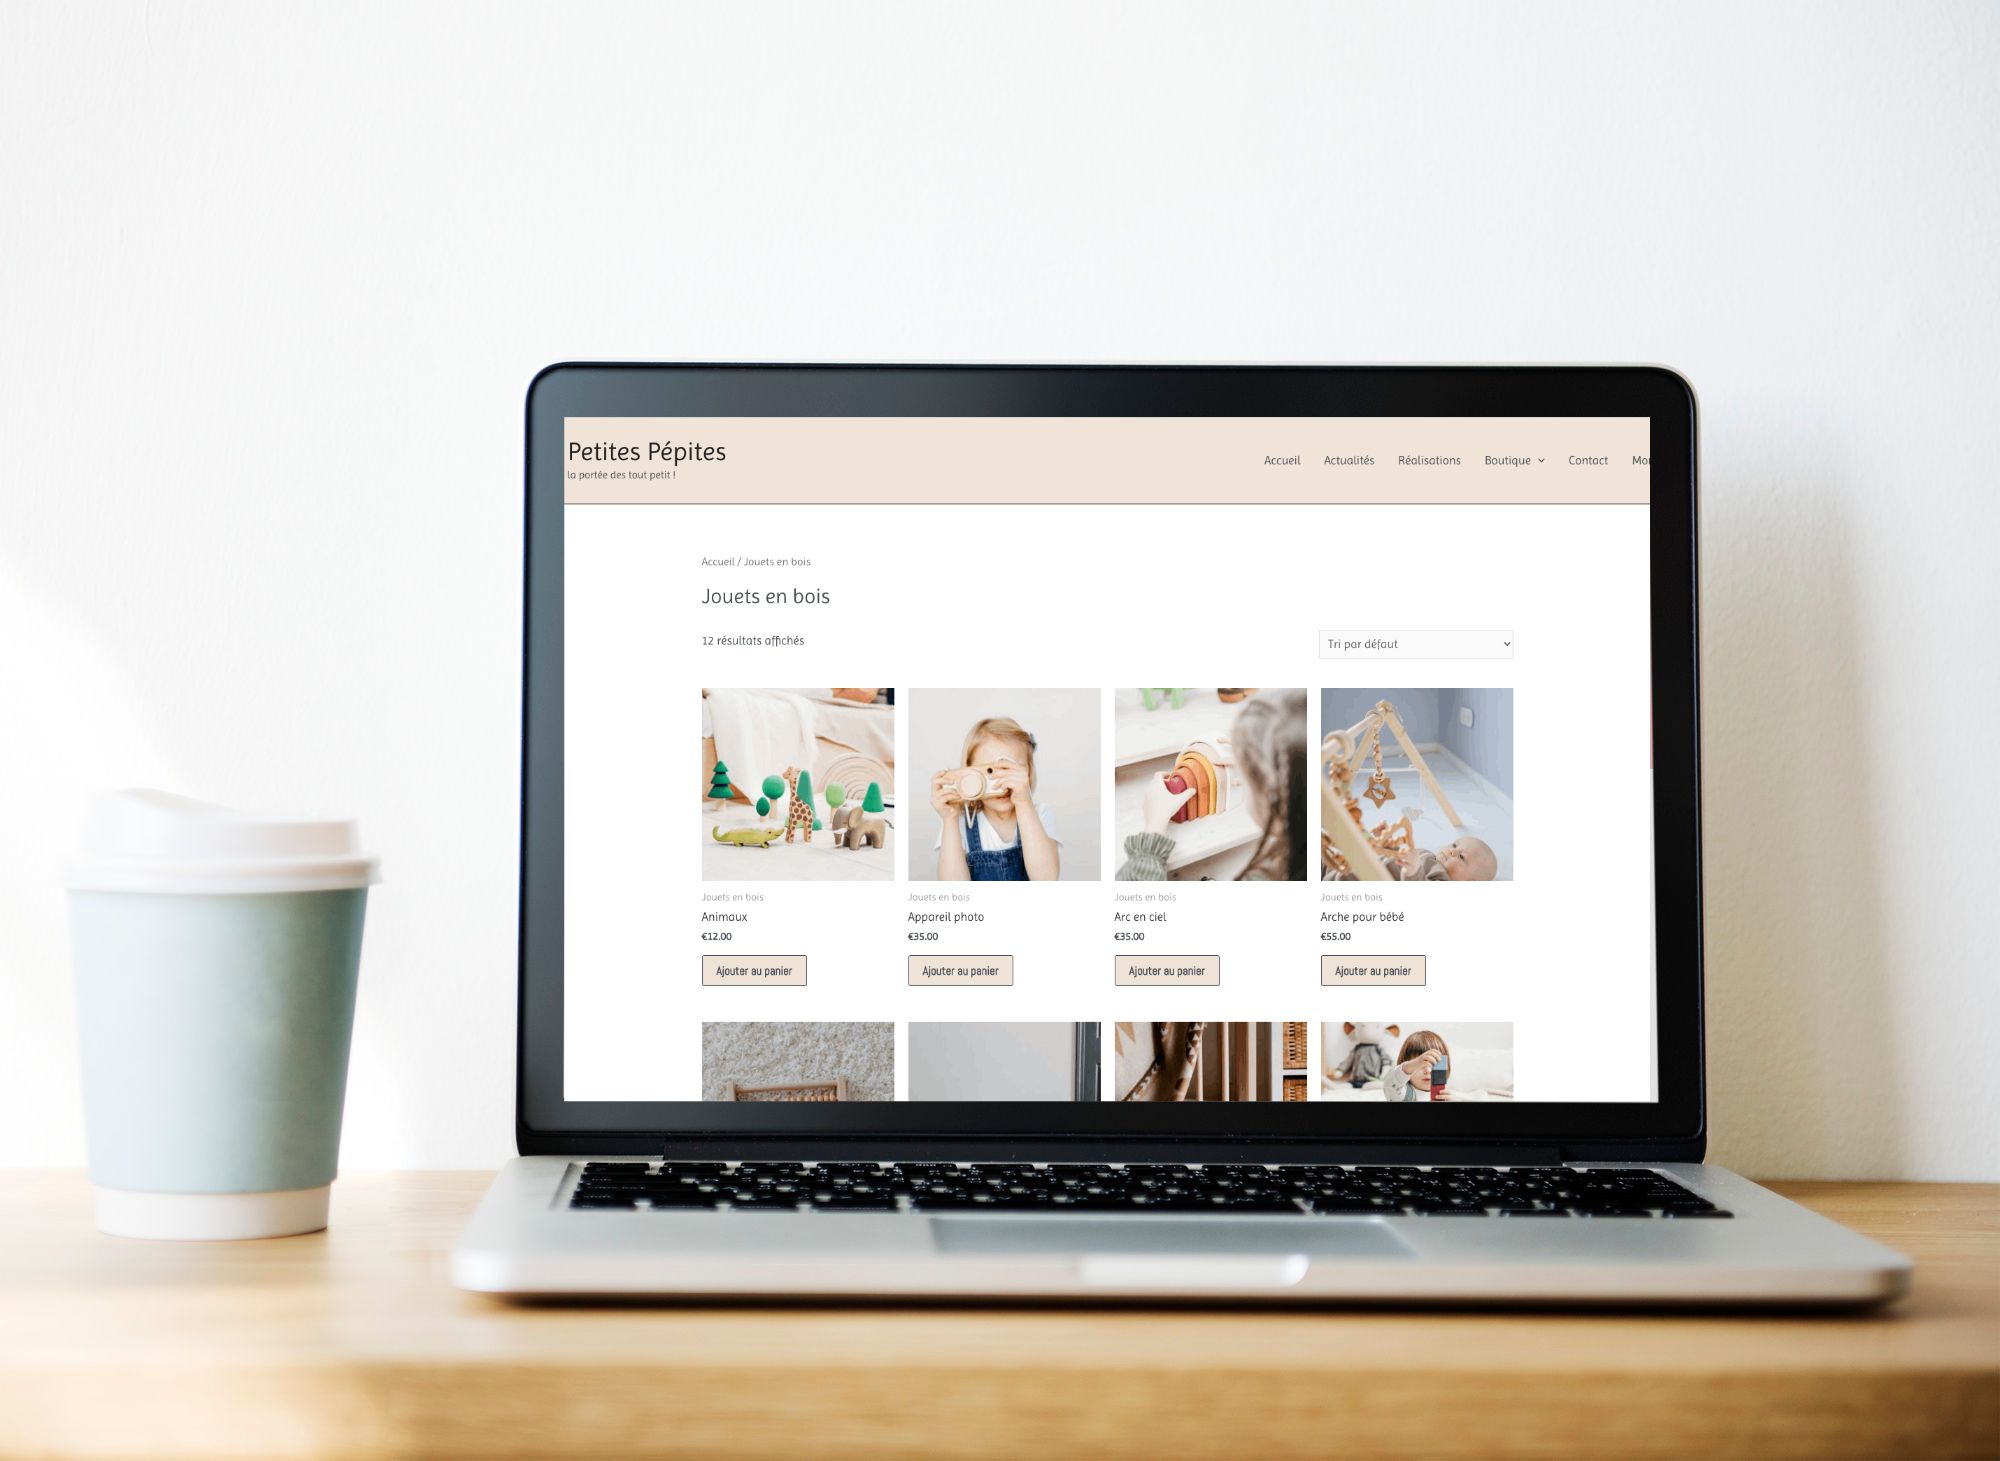 Petites Pépites
la portée des tout petit !
Accueil Actualités Réalisations Boutique Contact
Accueil / Jouets en bois
Jouets en bois
12 résultats affichés
Tri par défaut
Jouets en bois
Animaux
€12.00
Ajouter au panier
Jouets en bois
Appareil photo
€35.00
Ajouter au panier
Jouets en bois
Arc en ciel
€35.00
Ajouter au panier
Jouets en bois
Arche pour bébé
€55.00
Ajouter au panier